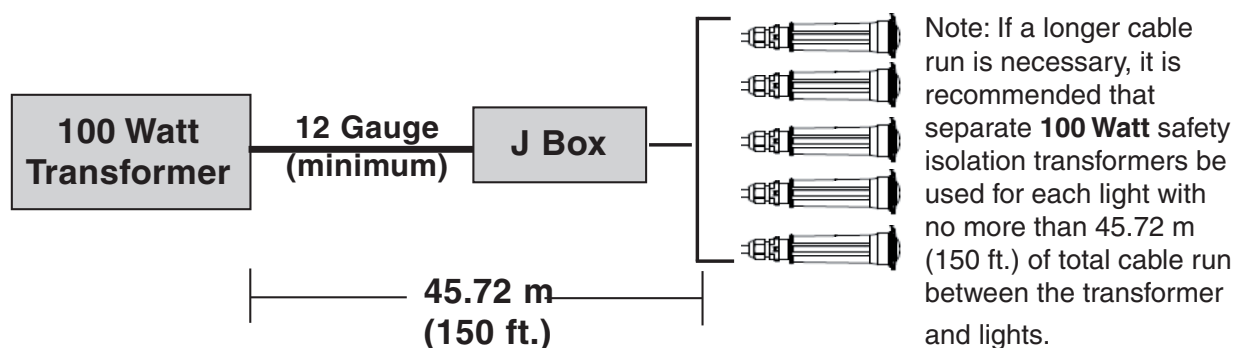 100 Watt
Transformer
12 Gauge
(minimum)
J Box
45.72 m
(150 ft.)
Note: If a longer cable
run is necessary, it is
recommended that
separate 100 Watt safety
isolation transformers be
used for each light with
no more than 45.72 m
(150 ft.) of total cable run
between the transformer
and lights.